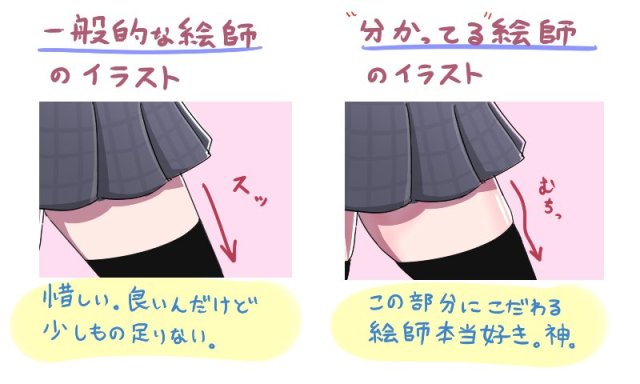 一般的な絵師
のイラスト
スッ
惜しい。良いんだけど
少しもの足りない。
"分かってる"絵師
のイラスト
むちっ
この部分にこだわる
絵師本当好き。神。